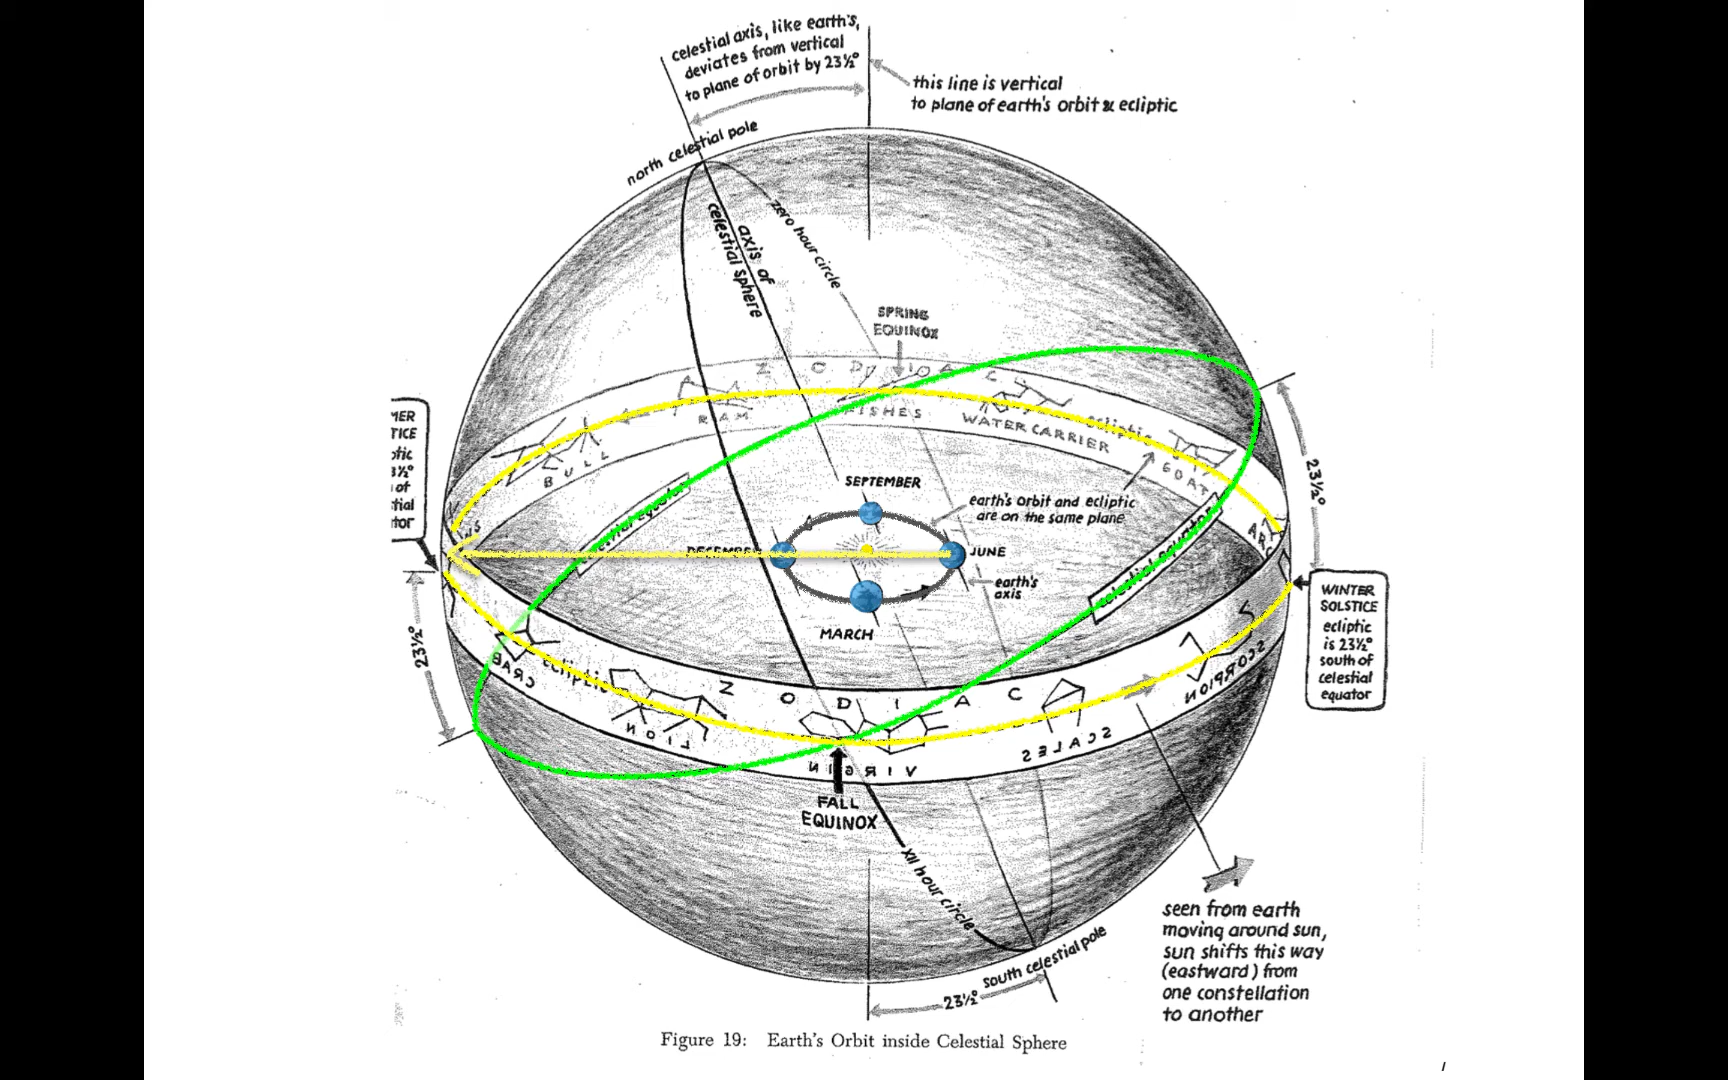 celestial axis, like earth's,
deviates from vertical
to plane of orbit by 23½°
this line is vertical
to plane of earth's orbit & ecliptic
north celestial pole
zero hour circle
axis of
celestial sphere
SPRING
EQUINOX
Z O D I A C
RAM
FISHES
WATER CARRIER
ecliptic
GOAT
BULL
SEPTEMBER
earth's orbit and ecliptic
are on the same plane
23½°
celestial equator
DECEMBER
JUNE
earth's
axis
MARCH
WINTER
SOLSTICE
ecliptic
is 23½°
south of
celestial
equator
23½°
CRAB
ecliptic
Z O D I A C
LION
VIRGIN
SCALES
SCORPION
FALL
EQUINOX
XII hour circle
south celestial pole
23½°
seen from earth
moving around sun,
sun shifts this way
(eastward) from
one constellation
to another
Figure 19: Earth's Orbit inside Celestial Sphere